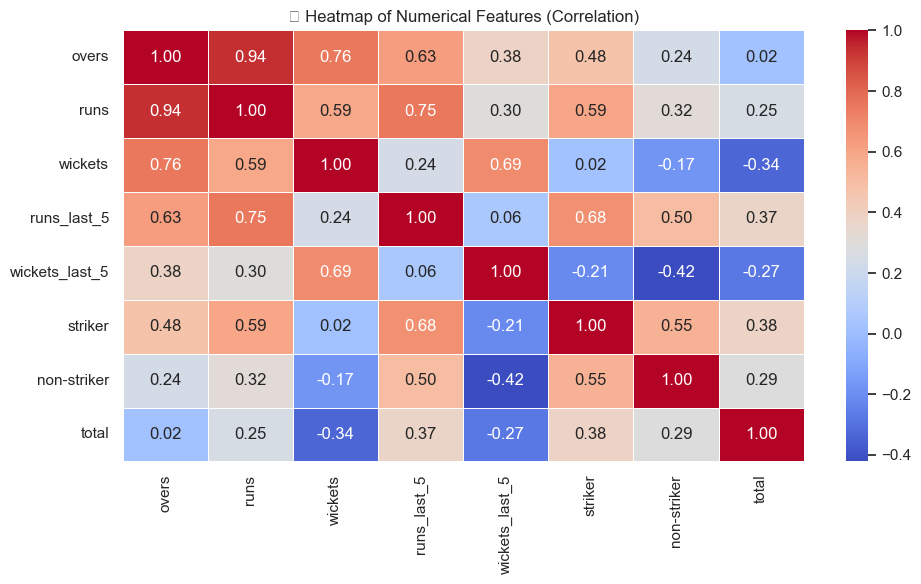 Heatmap of Numerical Features (Correlation)
overs 1.00 0.94 0.76 0.63 0.38 0.48 0.24 0.02
runs 0.94 1.00 0.59 0.75 0.30 0.59 0.32 0.25
wickets 0.76 0.59 1.00 0.24 0.69 0.02 -0.17 -0.34
runs_last_5 0.63 0.75 0.24 1.00 0.06 0.68 0.50 0.37
wickets_last_5 0.38 0.30 0.69 0.06 1.00 -0.21 -0.42 -0.27
striker 0.48 0.59 0.02 0.68 -0.21 1.00 0.55 0.38
non-striker 0.24 0.32 -0.17 0.50 -0.42 0.55 1.00 0.29
total 0.02 0.25 -0.34 0.37 -0.27 0.38 0.29 1.00
overs runs wickets runs_last_5 wickets_last_5 striker non-striker total
1.0
0.8
0.6
0.4
0.2
0.0
−0.2
−0.4